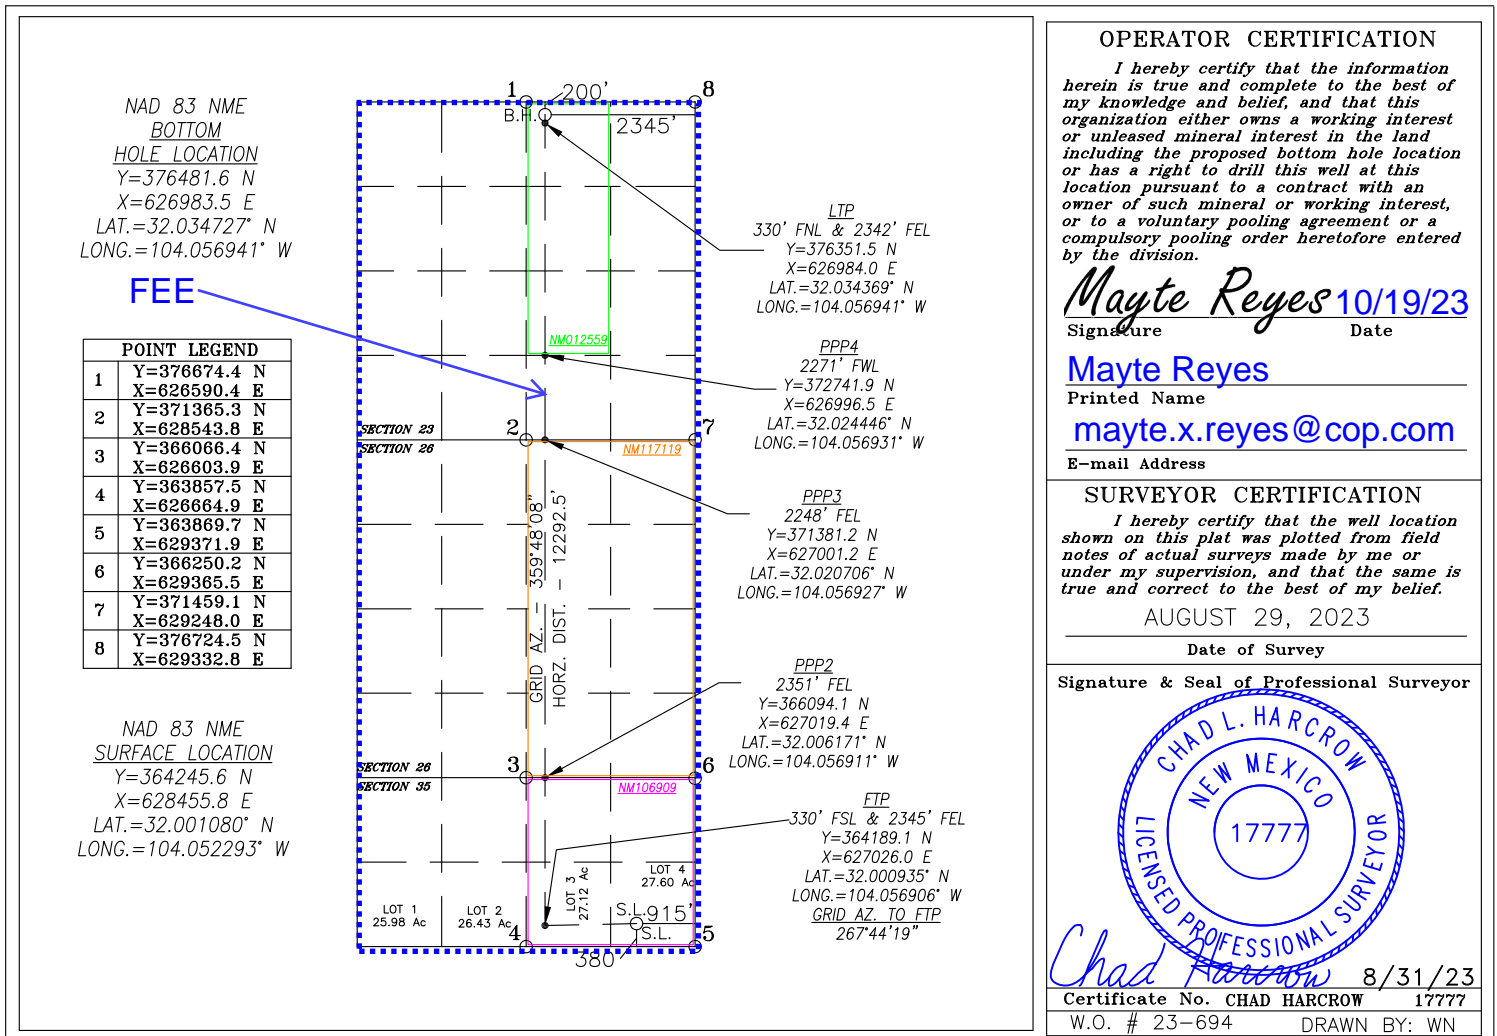 NAD 83 NME
BOTTOM
HOLE LOCATION
Y=376481.6 N
X=626983.5 E
LAT.=32.034727° N
LONG.=104.056941° W
FEE
POINT LEGEND
1 Y=376674.4 N
X=626590.4 E
2 Y=371365.3 N
X=628543.8 E
3 Y=366066.4 N
X=626603.9 E
4 Y=363857.5 N
X=626664.9 E
5 Y=363869.7 N
X=629371.9 E
6 Y=366250.2 N
X=629365.5 E
7 Y=371459.1 N
X=629248.0 E
8 Y=376724.5 N
X=629332.8 E
NAD 83 NME
SURFACE LOCATION
Y=364245.6 N
X=628455.8 E
LAT.=32.001080° N
LONG.=104.052293° W
1
200'
8
B.H.
2345'
NM012559
SECTION 23
2
7
SECTION 26
NM117119
GRID AZ. – 359°48'08"
HORZ. DIST. – 12292.5'
SECTION 26
3
6
SECTION 35
NM106909
LOT 1
25.98 Ac
LOT 2
26.43 Ac
LOT 3
27.12 Ac
LOT 4
27.60 Ac
S.L.
915'
S.L.
4
5
380'
LTP
330' FNL & 2342' FEL
Y=376351.5 N
X=626984.0 E
LAT.=32.034369° N
LONG.=104.056941° W
PPP4
2271' FWL
Y=372741.9 N
X=626996.5 E
LAT.=32.024446° N
LONG.=104.056931° W
PPP3
2248' FEL
Y=371381.2 N
X=627001.2 E
LAT.=32.020706° N
LONG.=104.056927° W
PPP2
2351' FEL
Y=366094.1 N
X=627019.4 E
LAT.=32.006171° N
LONG.=104.056911° W
FTP
330' FSL & 2345' FEL
Y=364189.1 N
X=627026.0 E
LAT.=32.000935° N
LONG.=104.056906° W
GRID AZ. TO FTP
267°44'19"
OPERATOR CERTIFICATION
I hereby certify that the information
herein is true and complete to the best of
my knowledge and belief, and that this
organization either owns a working interest
or unleased mineral interest in the land
including the proposed bottom hole location
or has a right to drill this well at this
location pursuant to a contract with an
owner of such mineral or working interest,
or to a voluntary pooling agreement or a
compulsory pooling order heretofore entered
by the division.
Mayte Reyes 10/19/23
Signature Date
Mayte Reyes
Printed Name
mayte.x.reyes@cop.com
E-mail Address
SURVEYOR CERTIFICATION
I hereby certify that the well location
shown on this plat was plotted from field
notes of actual surveys made by me or
under my supervision, and that the same is
true and correct to the best of my belief.
AUGUST 29, 2023
Date of Survey
Signature & Seal of Professional Surveyor
CHAD L. HARCROW
NEW MEXICO
17777
LICENSED PROFESSIONAL SURVEYOR
Chad Harcrow 8/31/23
Certificate No. CHAD HARCROW 17777
W.O. # 23-694 DRAWN BY: WN